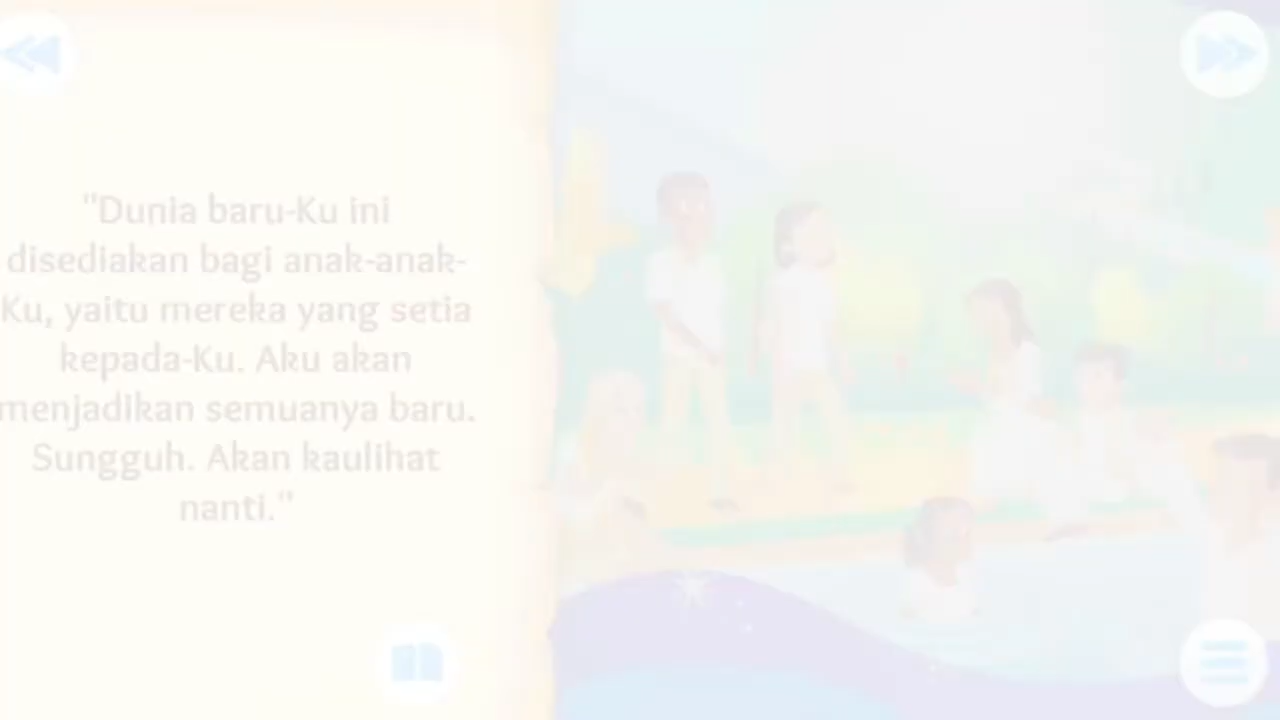 "Dunia baru-Ku ini
disediakan bagi anak-anak-
Ku, yaitu mereka yang setia
kepada-Ku. Aku akan
menjadikan semuanya baru.
Sungguh. Akan kaulihat
nanti."